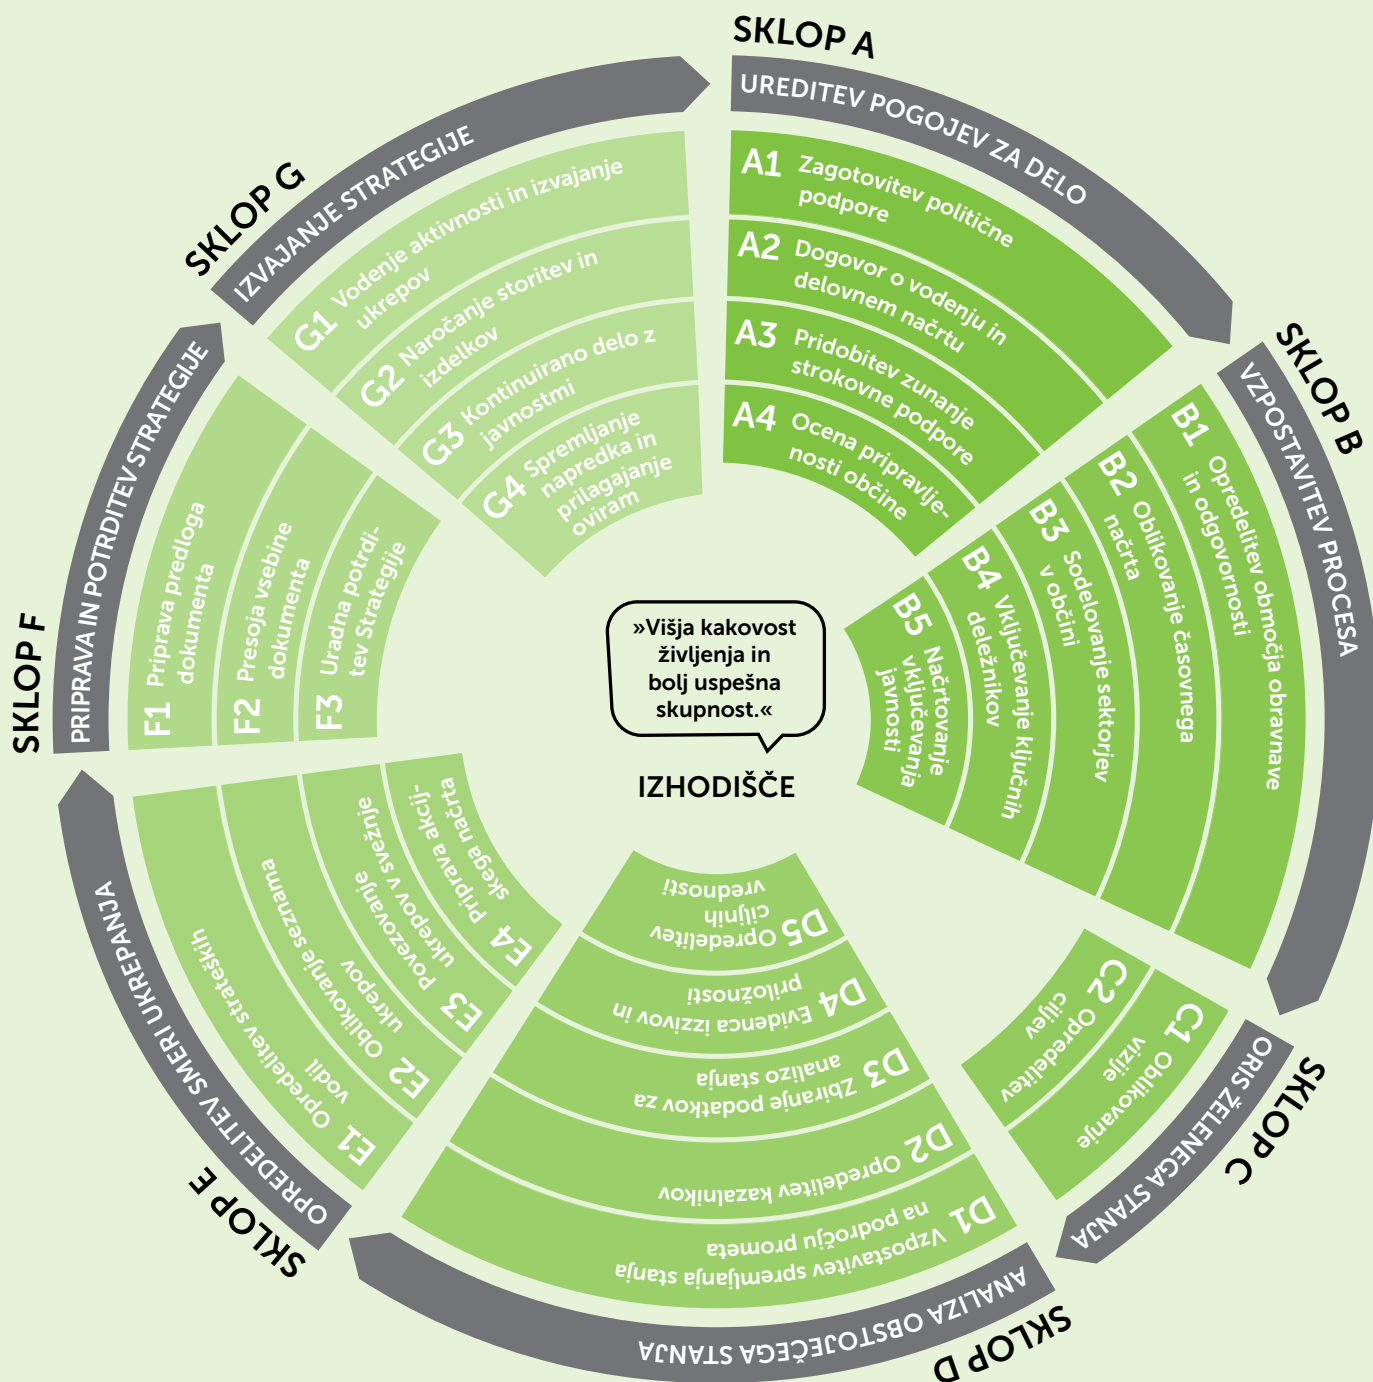 SKLOP A
UREDITEV POGOJEV ZA DELO
A1 Zagotovitev politične
podpore
A2 Dogovor o vodenju in
delovnem načrtu
A3 Pridobitev zunanje
strokovne podpore
A4 Ocena pripravlje-
nosti občine
SKLOP B
VZPOSTAVITEV PROCESA
B1 Opredelitev območja obravnave
in odgovornosti
B2 Oblikovanje časovnega
načrta
B3 Sodelovanje sektorjev
v občini
B4 Vključevanje ključnih
deležnikov
B5 Načrtovanje
vključevanja
javnosti
SKLOP C
ORIS ŽELENEGA STANJA
C1 Oblikovanje
vizije
C2 Opredelitev
ciljev
SKLOP D
ANALIZA OBSTOJEČEGA STANJA
D1 Vzpostavitev spremljanja stanja
na področju prometa
D2 Opredelitev kazalnikov
D3 Zbiranje podatkov za
analizo stanja
D4 Evidenca izzivov in
priložnosti
D5 Opredelitev
ciljnih
vrednosti
SKLOP E
OPREDELITEV SMERI UKREPANJA
E1 Opredelitev strateških
vodil
E2 Oblikovanje seznama
ukrepov
E3 Povezovanje
ukrepov v svežnje
E4 Priprava akcij-
skega načrta
SKLOP F
PRIPRAVA IN POTRDITEV STRATEGIJE
F1 Priprava predloga
dokumenta
F2 Presoja vsebine
dokumenta
F3 Uradna potrdi-
tev Strategije
SKLOP G
IZVAJANJE STRATEGIJE
G1 Vodenje aktivnosti in izvajanje
ukrepov
G2 Naročanje storitev in
izdelkov
G3 Kontinuirano delo z
javnostmi
G4 Spremljanje
napredka in
prilagajanje
oviram
»Višja kakovost
življenja in
bolj uspešna
skupnost.«
IZHODIŠČE